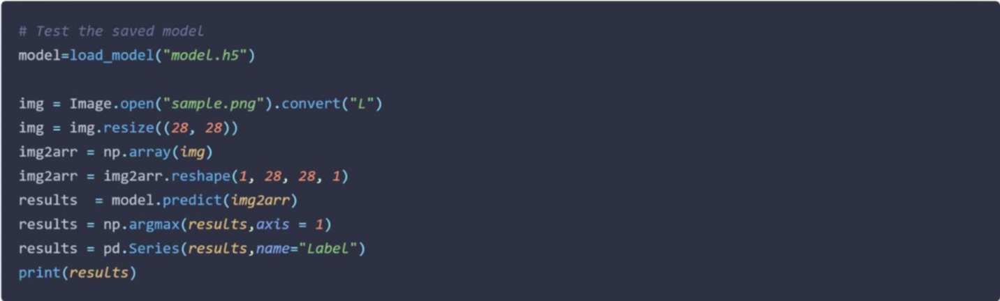 # Test the saved model
model=load_model("model.h5")
img = Image.open("sample.png").convert("L")
img = img.resize((28, 28))
img2arr = np.array(img)
img2arr = img2arr.reshape(1, 28, 28, 1)
results  = model.predict(img2arr)
results = np.argmax(results,axis = 1)
results = pd.Series(results,name="Label")
print(results)